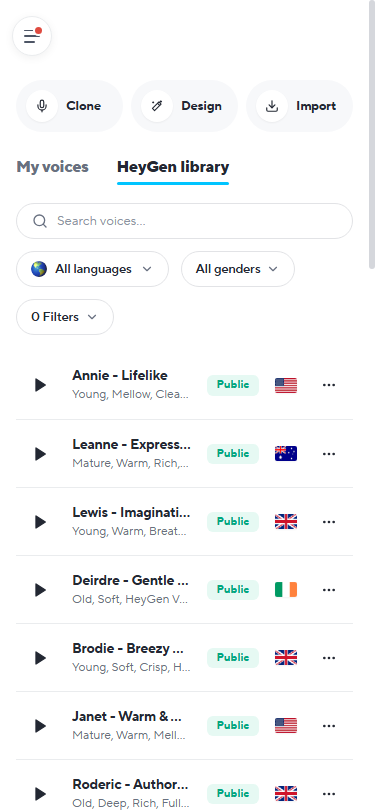 Clone
Design
Import
My voices
HeyGen library
Search voices...
All languages
All genders
0 Filters
Annie - Lifelike
Young, Mellow, Clea...
Public
Leanne - Express...
Mature, Warm, Rich,...
Public
Lewis - Imaginati...
Young, Warm, Breat...
Public
Deirdre - Gentle ...
Old, Soft, HeyGen V...
Public
Brodie - Breezy ...
Young, Soft, Crisp, H...
Public
Janet - Warm & ...
Mature, Warm, Mell...
Public
Roderic - Author...
Old, Deep, Rich, Full...
Public